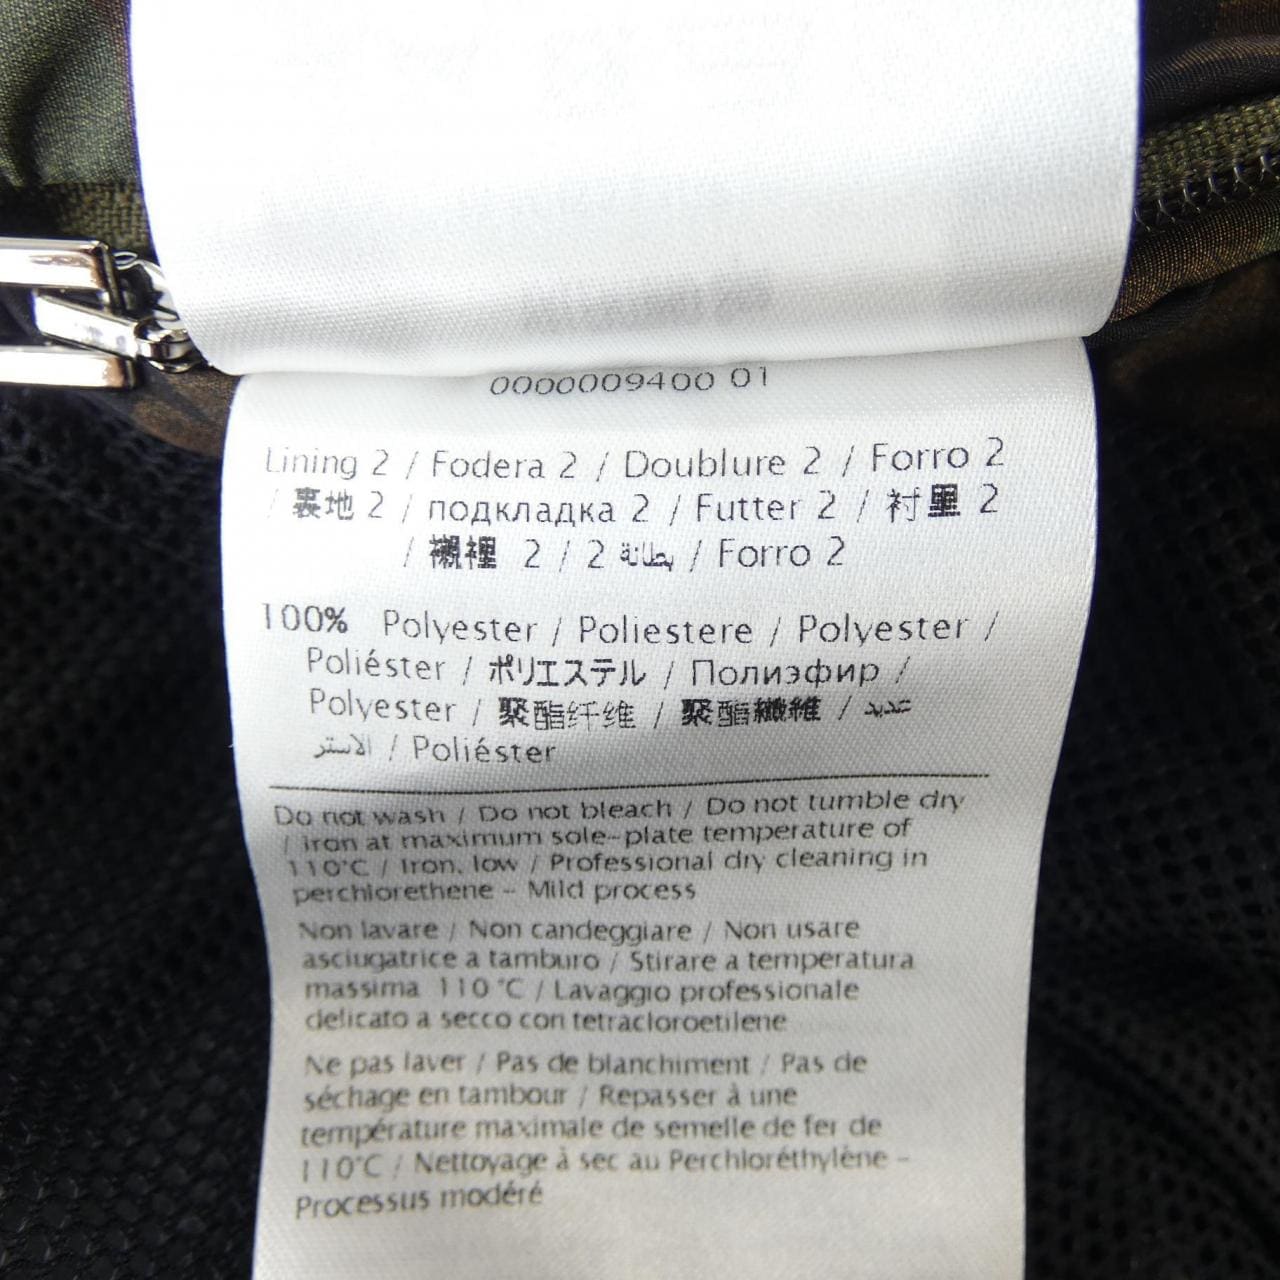 0000009400 01
Lining 2 / Fodera 2 / Doublure 2 / Forro 2
/ 裏地 2 / подкладка 2 / Futter 2 / 衬里 2
/ 襯裡 2 / 2 بطانة / Forro 2
100% Polyester / Poliestere / Polyester /
Poliéster / ポリエステル / Полиэфир /
Polyester / 聚酯纤维 / 聚酯纖維 / عديد
الاستر / Poliéster
Do not wash / Do not bleach / Do not tumble dry
/ Iron at maximum sole-plate temperature of
110°C / Iron, low / Professional dry cleaning in
perchlorethene - Mild process
Non lavare / Non candeggiare / Non usare
asciugatrice a tamburo / Stirare a temperatura
massima 110 °C / Lavaggio professionale
delicato a secco con tetracloroetilene
Ne pas laver / Pas de blanchiment / Pas de
séchage en tambour / Repasser à une
température maximale de semelle de fer de
110°C / Nettoyage à sec au Perchloréthylène -
Processus modéré